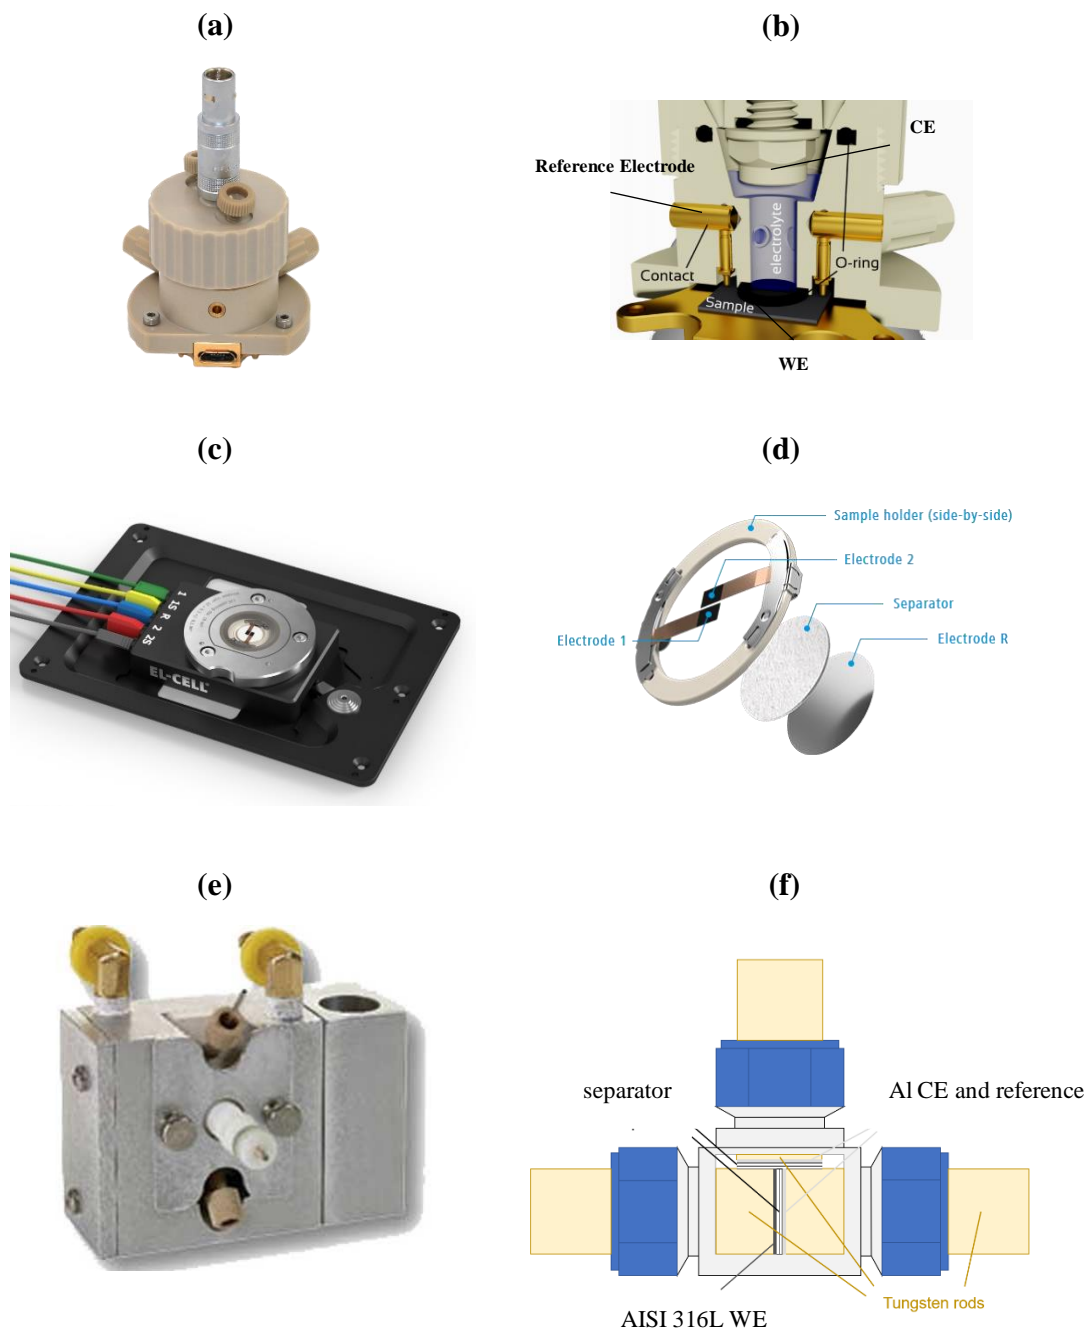 (a)
(b)
CE
Reference Electrode
electrolyte
Contact
O-ring
Sample
WE
(c)
(d)
Sample holder (side-by-side)
Electrode 2
Separator
Electrode 1
Electrode R
1 1S R 2 2S
EL-CELL
(e)
(f)
separator
Al CE and reference
Tungsten rods
AISI 316L WE